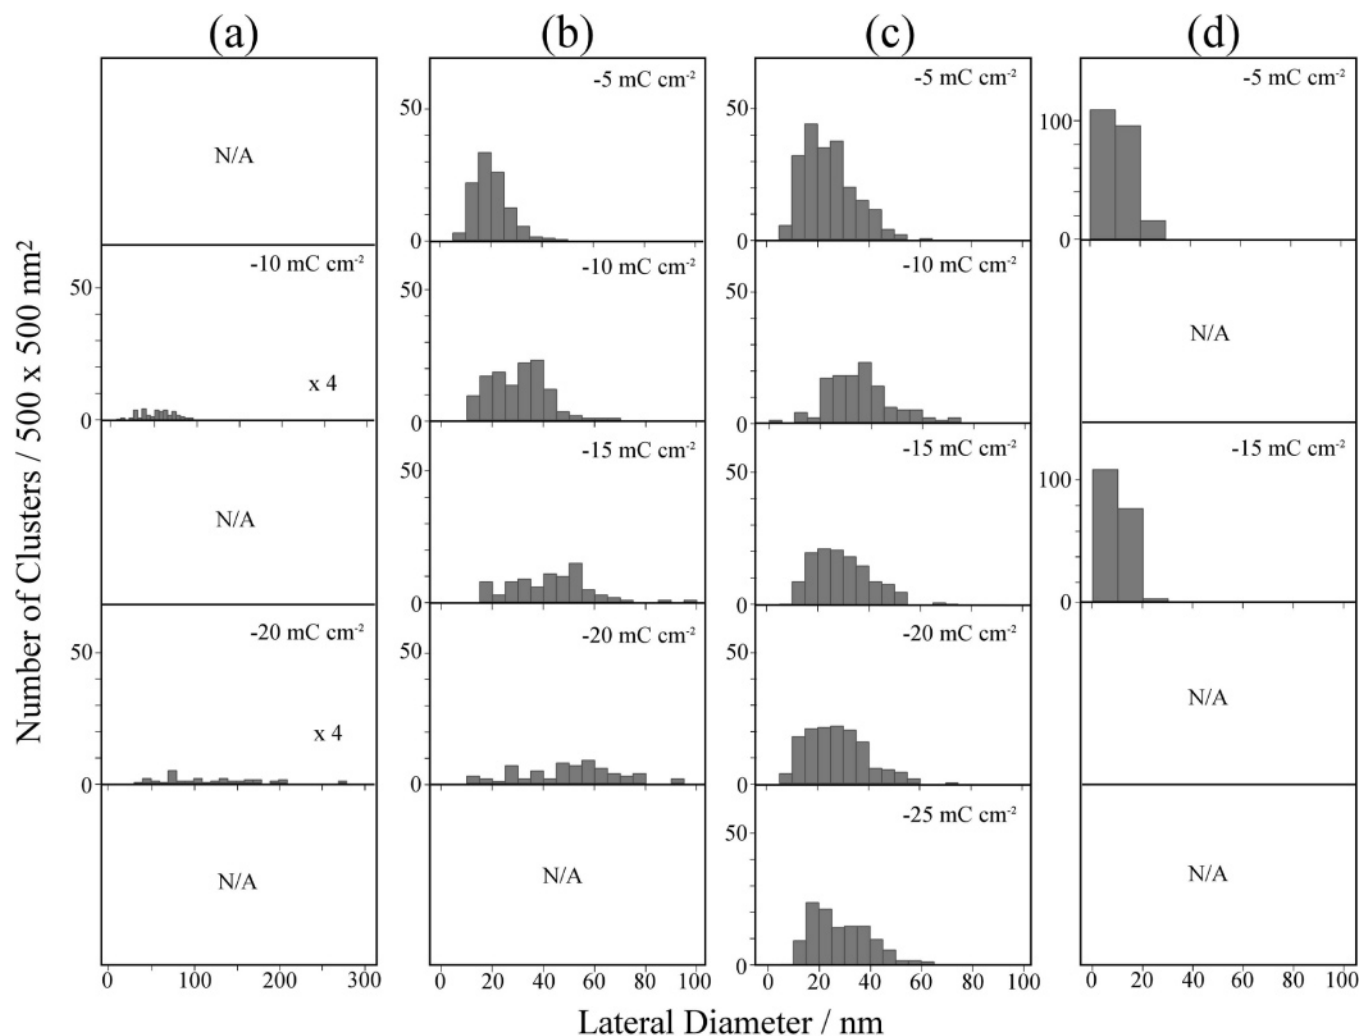 (a) (b) (c) (d)
Number of Clusters / 500 x 500 nm²
N/A
-10 mC cm⁻²
50
x 4
0
N/A
-20 mC cm⁻²
50
x 4
0
N/A
0 100 200 300
-5 mC cm⁻²
50
0
-10 mC cm⁻²
50
0
-15 mC cm⁻²
50
0
-20 mC cm⁻²
50
0
N/A
0 20 40 60 80 100
-5 mC cm⁻²
50
0
-10 mC cm⁻²
50
0
-15 mC cm⁻²
50
0
-20 mC cm⁻²
50
0
-25 mC cm⁻²
50
0
0 20 40 60 80 100
-5 mC cm⁻²
100
0
N/A
-15 mC cm⁻²
100
0
N/A
N/A
0 20 40 60 80 100
Lateral Diameter / nm